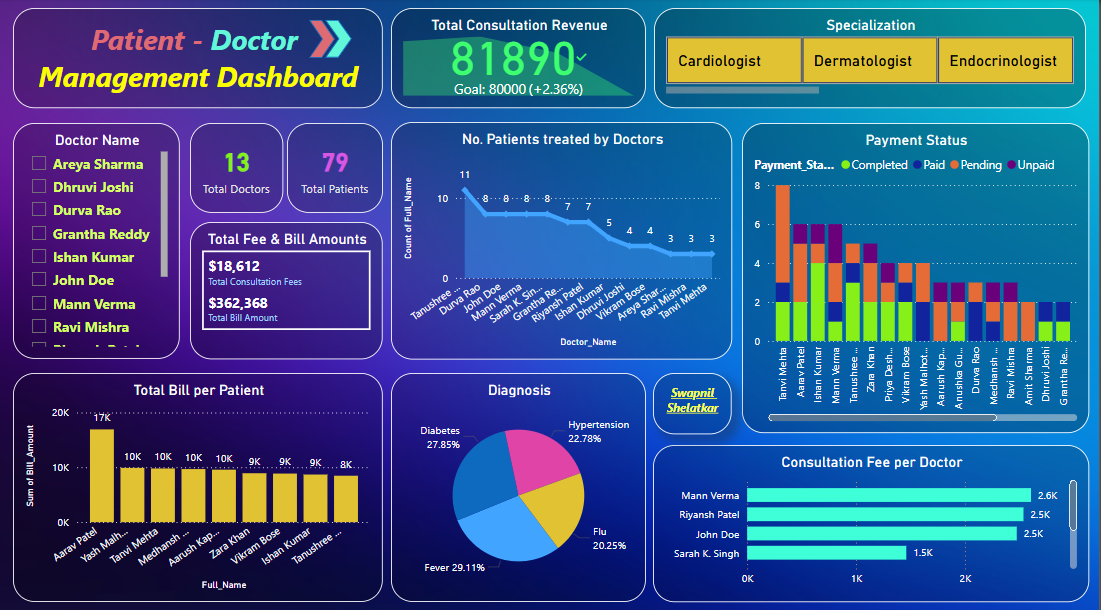 Patient - Doctor
Management Dashboard
Total Consultation Revenue
81890
Goal: 80000 (+2.36%)
Specialization
Cardiologist
Dermatologist
Endocrinologist
Doctor Name
Areya Sharma
Dhruvi Joshi
Durva Rao
Grantha Reddy
Ishan Kumar
John Doe
Mann Verma
Ravi Mishra
13
Total Doctors
79
Total Patients
Total Fee & Bill Amounts
$18,612
Total Consultation Fees
$362,368
Total Bill Amount
No. Patients treated by Doctors
Count of Full_Name
10
0
11
8
8
8
8
7
7
5
4
4
3
3
3
Tanushree ...
Durva Rao
John Doe
Mann Verma
Sarah K. Sin...
Grantha Re...
Riyansh Patel
Ishan Kumar
Dhruvi Joshi
Vikram Bose
Areya Shar...
Ravi Mishra
Tanvi Mehta
Doctor_Name
Payment Status
Payment_Sta...
Completed
Paid
Pending
Unpaid
8
6
4
2
0
Tanvi Mehta
Aarav Patel
Ishan Kumar
Mann Verma
Tanushree ...
Zara Khan
Priya Desh...
Vikram Bose
Yash Malhot...
Aarush Kap...
Anushka Gu...
Durva Rao
Medhansh ...
Ravi Mishra
Amit Sharma
Dhruvi Joshi
Grantha Re...
Total Bill per Patient
Sum of Bill_Amount
20K
10K
0K
17K
10K
10K
10K
10K
9K
9K
9K
8K
Aarav Patel
Yash Malh...
Tanvi Mehta
Medhansh ...
Aarush Kap...
Zara Khan
Vikram Bose
Ishan Kumar
Tanushree ...
Full_Name
Diagnosis
Diabetes
27.85%
Hypertension
22.78%
Flu
20.25%
Fever 29.11%
Swapnil
Shelatkar
Consultation Fee per Doctor
Mann Verma
2.6K
Riyansh Patel
2.5K
John Doe
2.5K
Sarah K. Singh
1.5K
0K
1K
2K